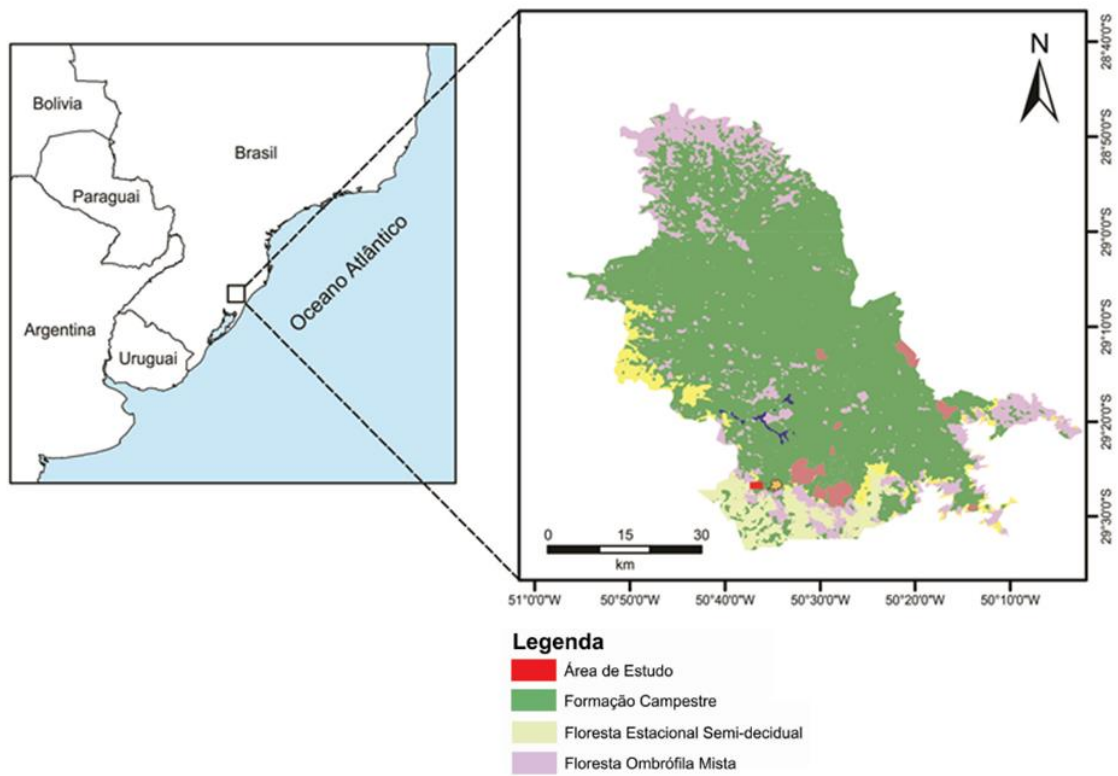 Bolivia
Brasil
Paraguai
Argentina
Uruguai
Oceano Atlântico
N
28°40'0"S
28°50'0"S
29°0'0"S
29°10'0"S
29°20'0"S
29°30'0"S
0 15 30
km
51°0'0"W 50°50'0"W 50°40'0"W 50°30'0"W 50°20'0"W 50°10'0"W
Legenda
Área de Estudo
Formação Campestre
Floresta Estacional Semi-decidual
Floresta Ombrófila Mista